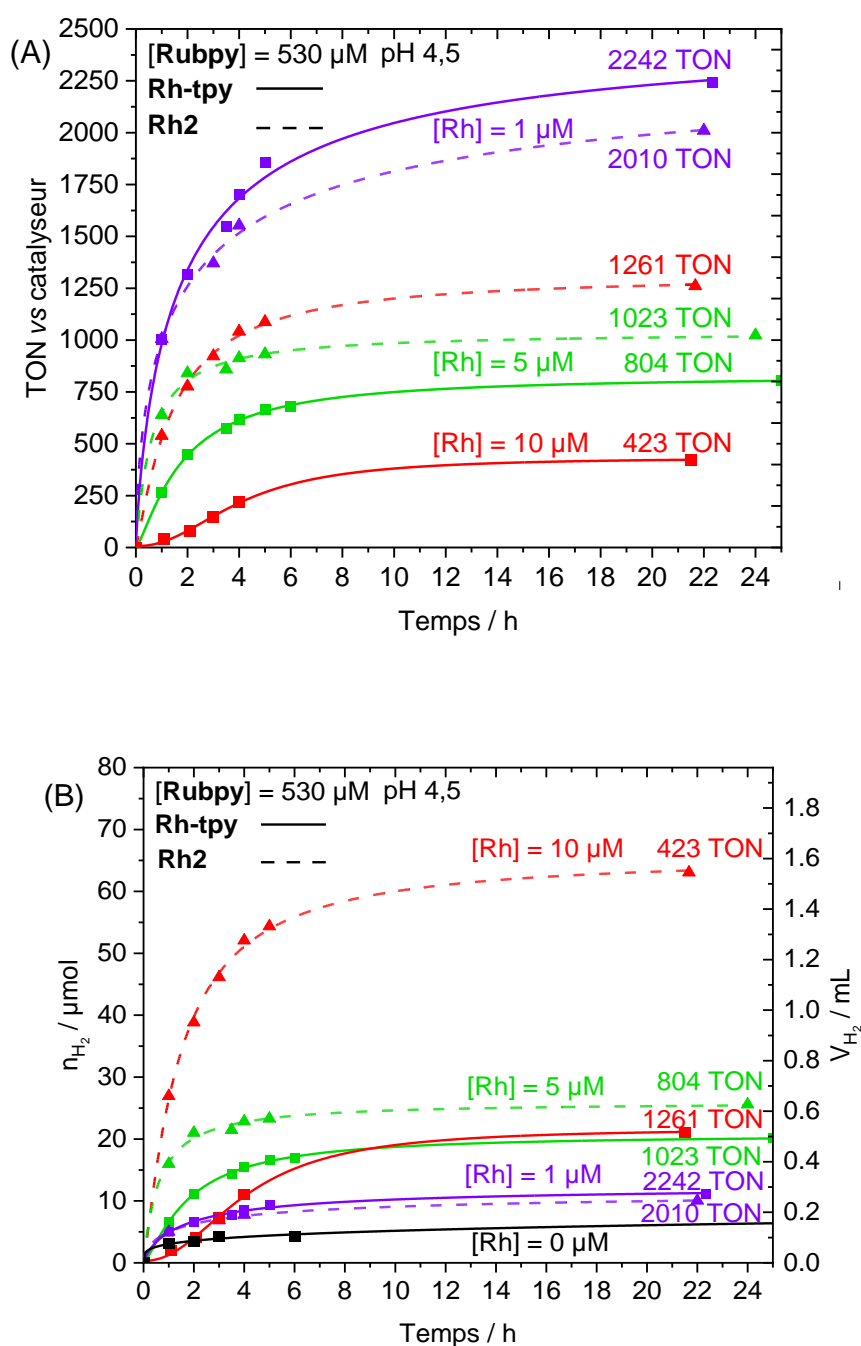 (A)
[Rubpy] = 530 µM pH 4,5
Rh-tpy
Rh2
2242 TON
[Rh] = 1 µM
2010 TON
1261 TON
1023 TON
[Rh] = 5 µM 804 TON
[Rh] = 10 µM 423 TON
TON vs catalyseur
2500
2250
2000
1750
1500
1250
1000
750
500
250
0
0 2 4 6 8 10 12 14 16 18 20 22 24
Temps / h
(B)
[Rubpy] = 530 µM pH 4,5
Rh-tpy
Rh2
[Rh] = 10 µM 423 TON
[Rh] = 5 µM 804 TON
1261 TON
1023 TON
[Rh] = 1 µM 2242 TON
2010 TON
[Rh] = 0 µM
nH2 / µmol
80
70
60
50
40
30
20
10
0
VH2 / mL
1.8
1.6
1.4
1.2
1.0
0.8
0.6
0.4
0.2
0.0
0 2 4 6 8 10 12 14 16 18 20 22 24
Temps / h